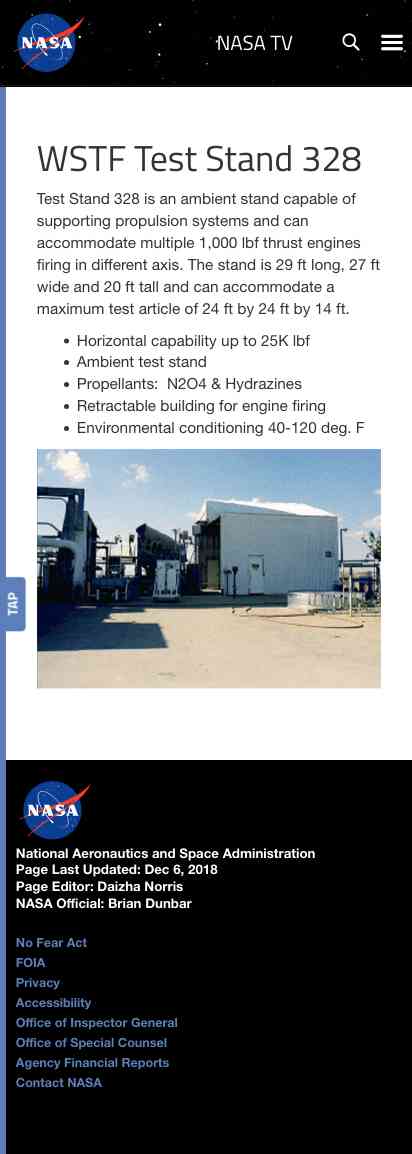 NASA
NASA TV
WSTF Test Stand 328
Test Stand 328 is an ambient stand capable of
supporting propulsion systems and can
accommodate multiple 1,000 lbf thrust engines
firing in different axis. The stand is 29 ft long, 27 ft
wide and 20 ft tall and can accommodate a
maximum test article of 24 ft by 24 ft by 14 ft.
• Horizontal capability up to 25K lbf
• Ambient test stand
• Propellants:  N2O4 & Hydrazines
• Retractable building for engine firing
• Environmental conditioning 40-120 deg. F
TAP
NASA
National Aeronautics and Space Administration
Page Last Updated: Dec 6, 2018
Page Editor: Daizha Norris
NASA Official: Brian Dunbar
No Fear Act
FOIA
Privacy
Accessibility
Office of Inspector General
Office of Special Counsel
Agency Financial Reports
Contact NASA